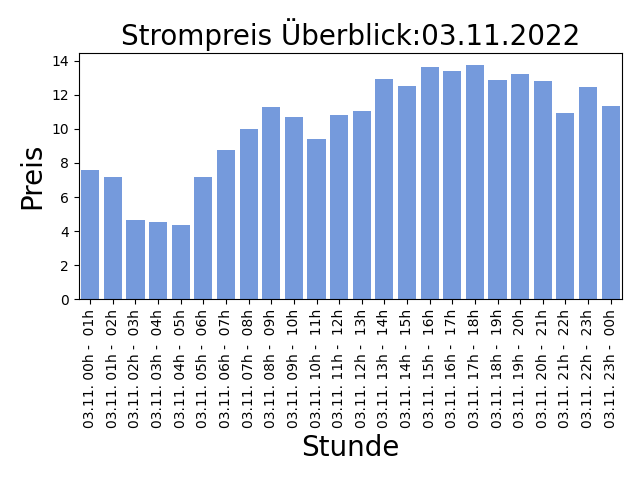 Strompreis Überblick:03.11.2022
Preis
14
12
10
8
6
4
2
0
03.11. 00h - 01h
03.11. 01h - 02h
03.11. 02h - 03h
03.11. 03h - 04h
03.11. 04h - 05h
03.11. 05h - 06h
03.11. 06h - 07h
03.11. 07h - 08h
03.11. 08h - 09h
03.11. 09h - 10h
03.11. 10h - 11h
03.11. 11h - 12h
03.11. 12h - 13h
03.11. 13h - 14h
03.11. 14h - 15h
03.11. 15h - 16h
03.11. 16h - 17h
03.11. 17h - 18h
03.11. 18h - 19h
03.11. 19h - 20h
03.11. 20h - 21h
03.11. 21h - 22h
03.11. 22h - 23h
03.11. 23h - 00h
Stunde